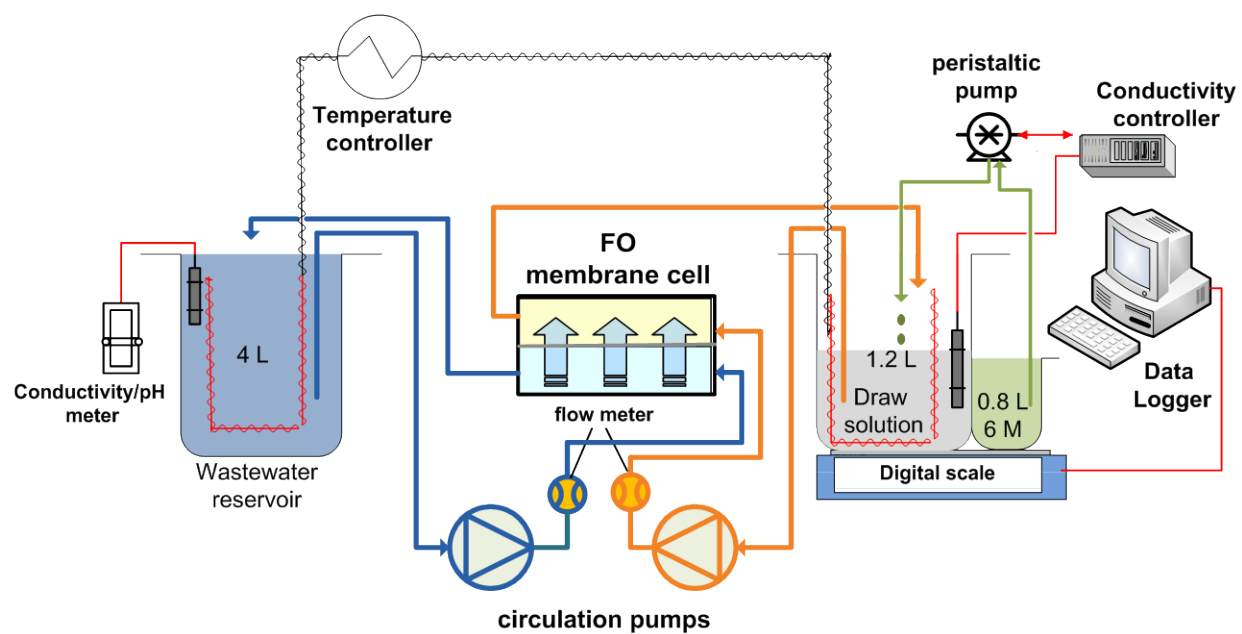 Temperature
controller
peristaltic
pump
Conductivity
controller
FO
membrane cell
4 L
Conductivity/pH
meter
Wastewater
reservoir
flow meter
1.2 L
Draw
solution
0.8 L
6 M
Data
Logger
Digital scale
circulation pumps